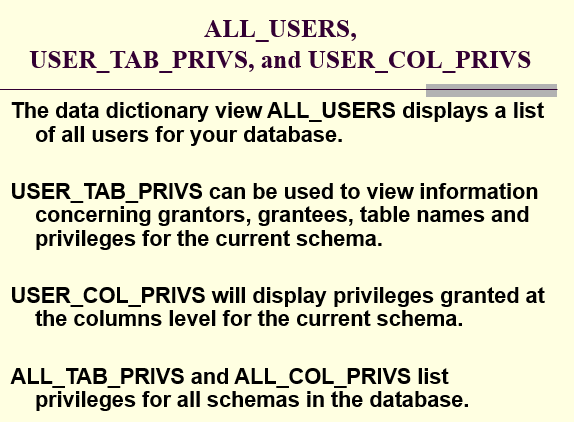 ALL_USERS,
USER_TAB_PRIVS, and USER_COL_PRIVS
The data dictionary view ALL_USERS displays a list
of all users for your database.
USER_TAB_PRIVS can be used to view information
concerning grantors, grantees, table names and
privileges for the current schema.
USER_COL_PRIVS will display privileges granted at
the columns level for the current schema.
ALL_TAB_PRIVS and ALL_COL_PRIVS list
privileges for all schemas in the database.